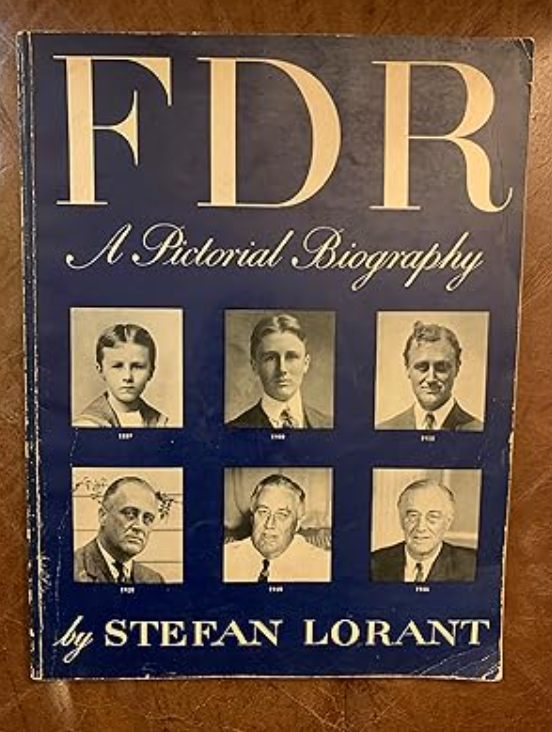 FDR
A Pictorial Biography
by STEFAN LORANT